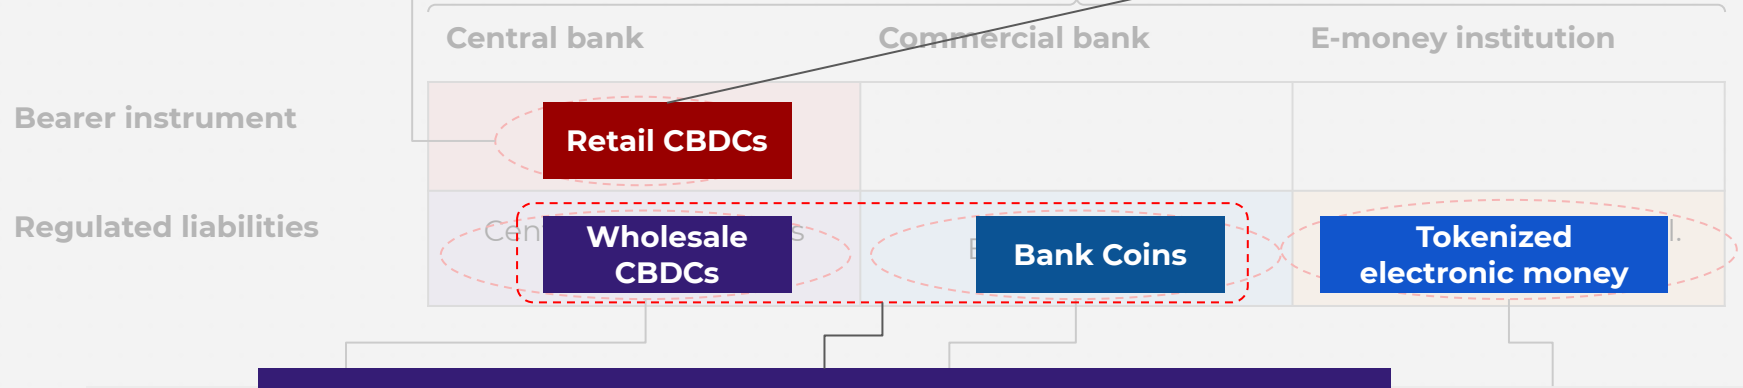 Central bank
Commercial bank
E-money institution
Bearer instrument
Retail CBDCs
Regulated liabilities
Wholesale
CBDCs
Bank Coins
Tokenized
electronic money